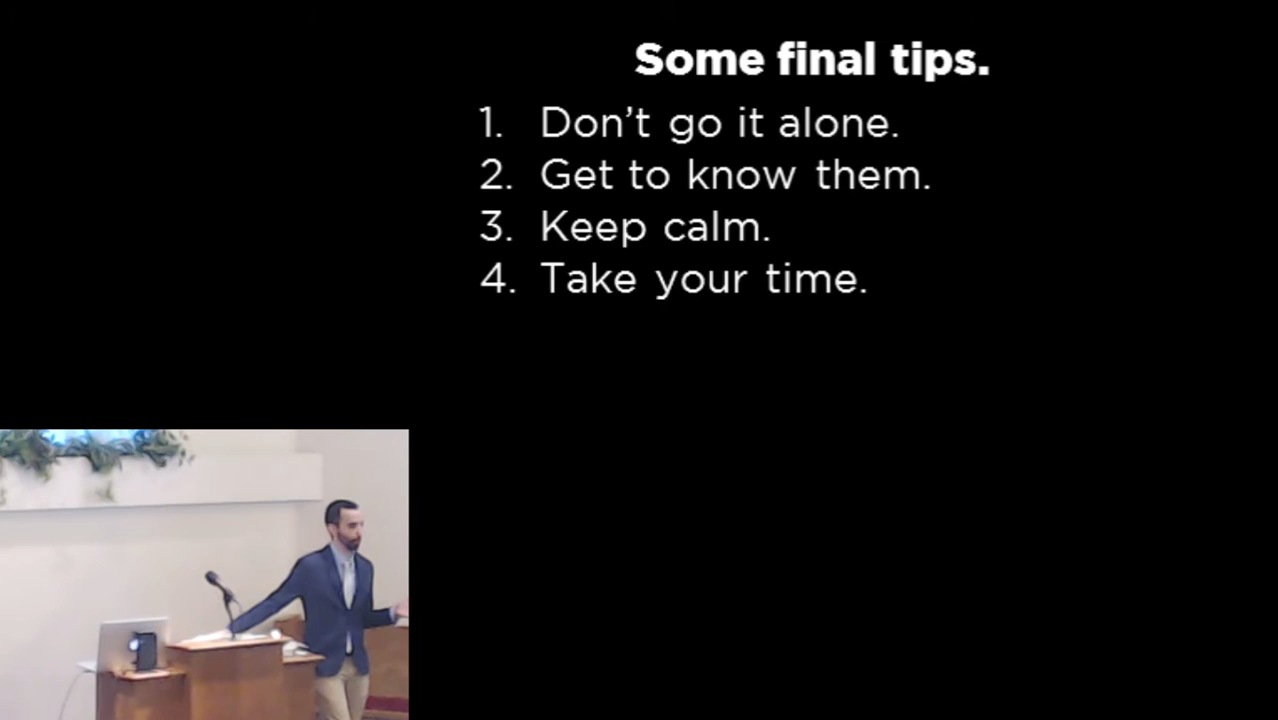 Some final tips.
1. Don't go it alone.
2. Get to know them.
3. Keep calm.
4. Take your time.